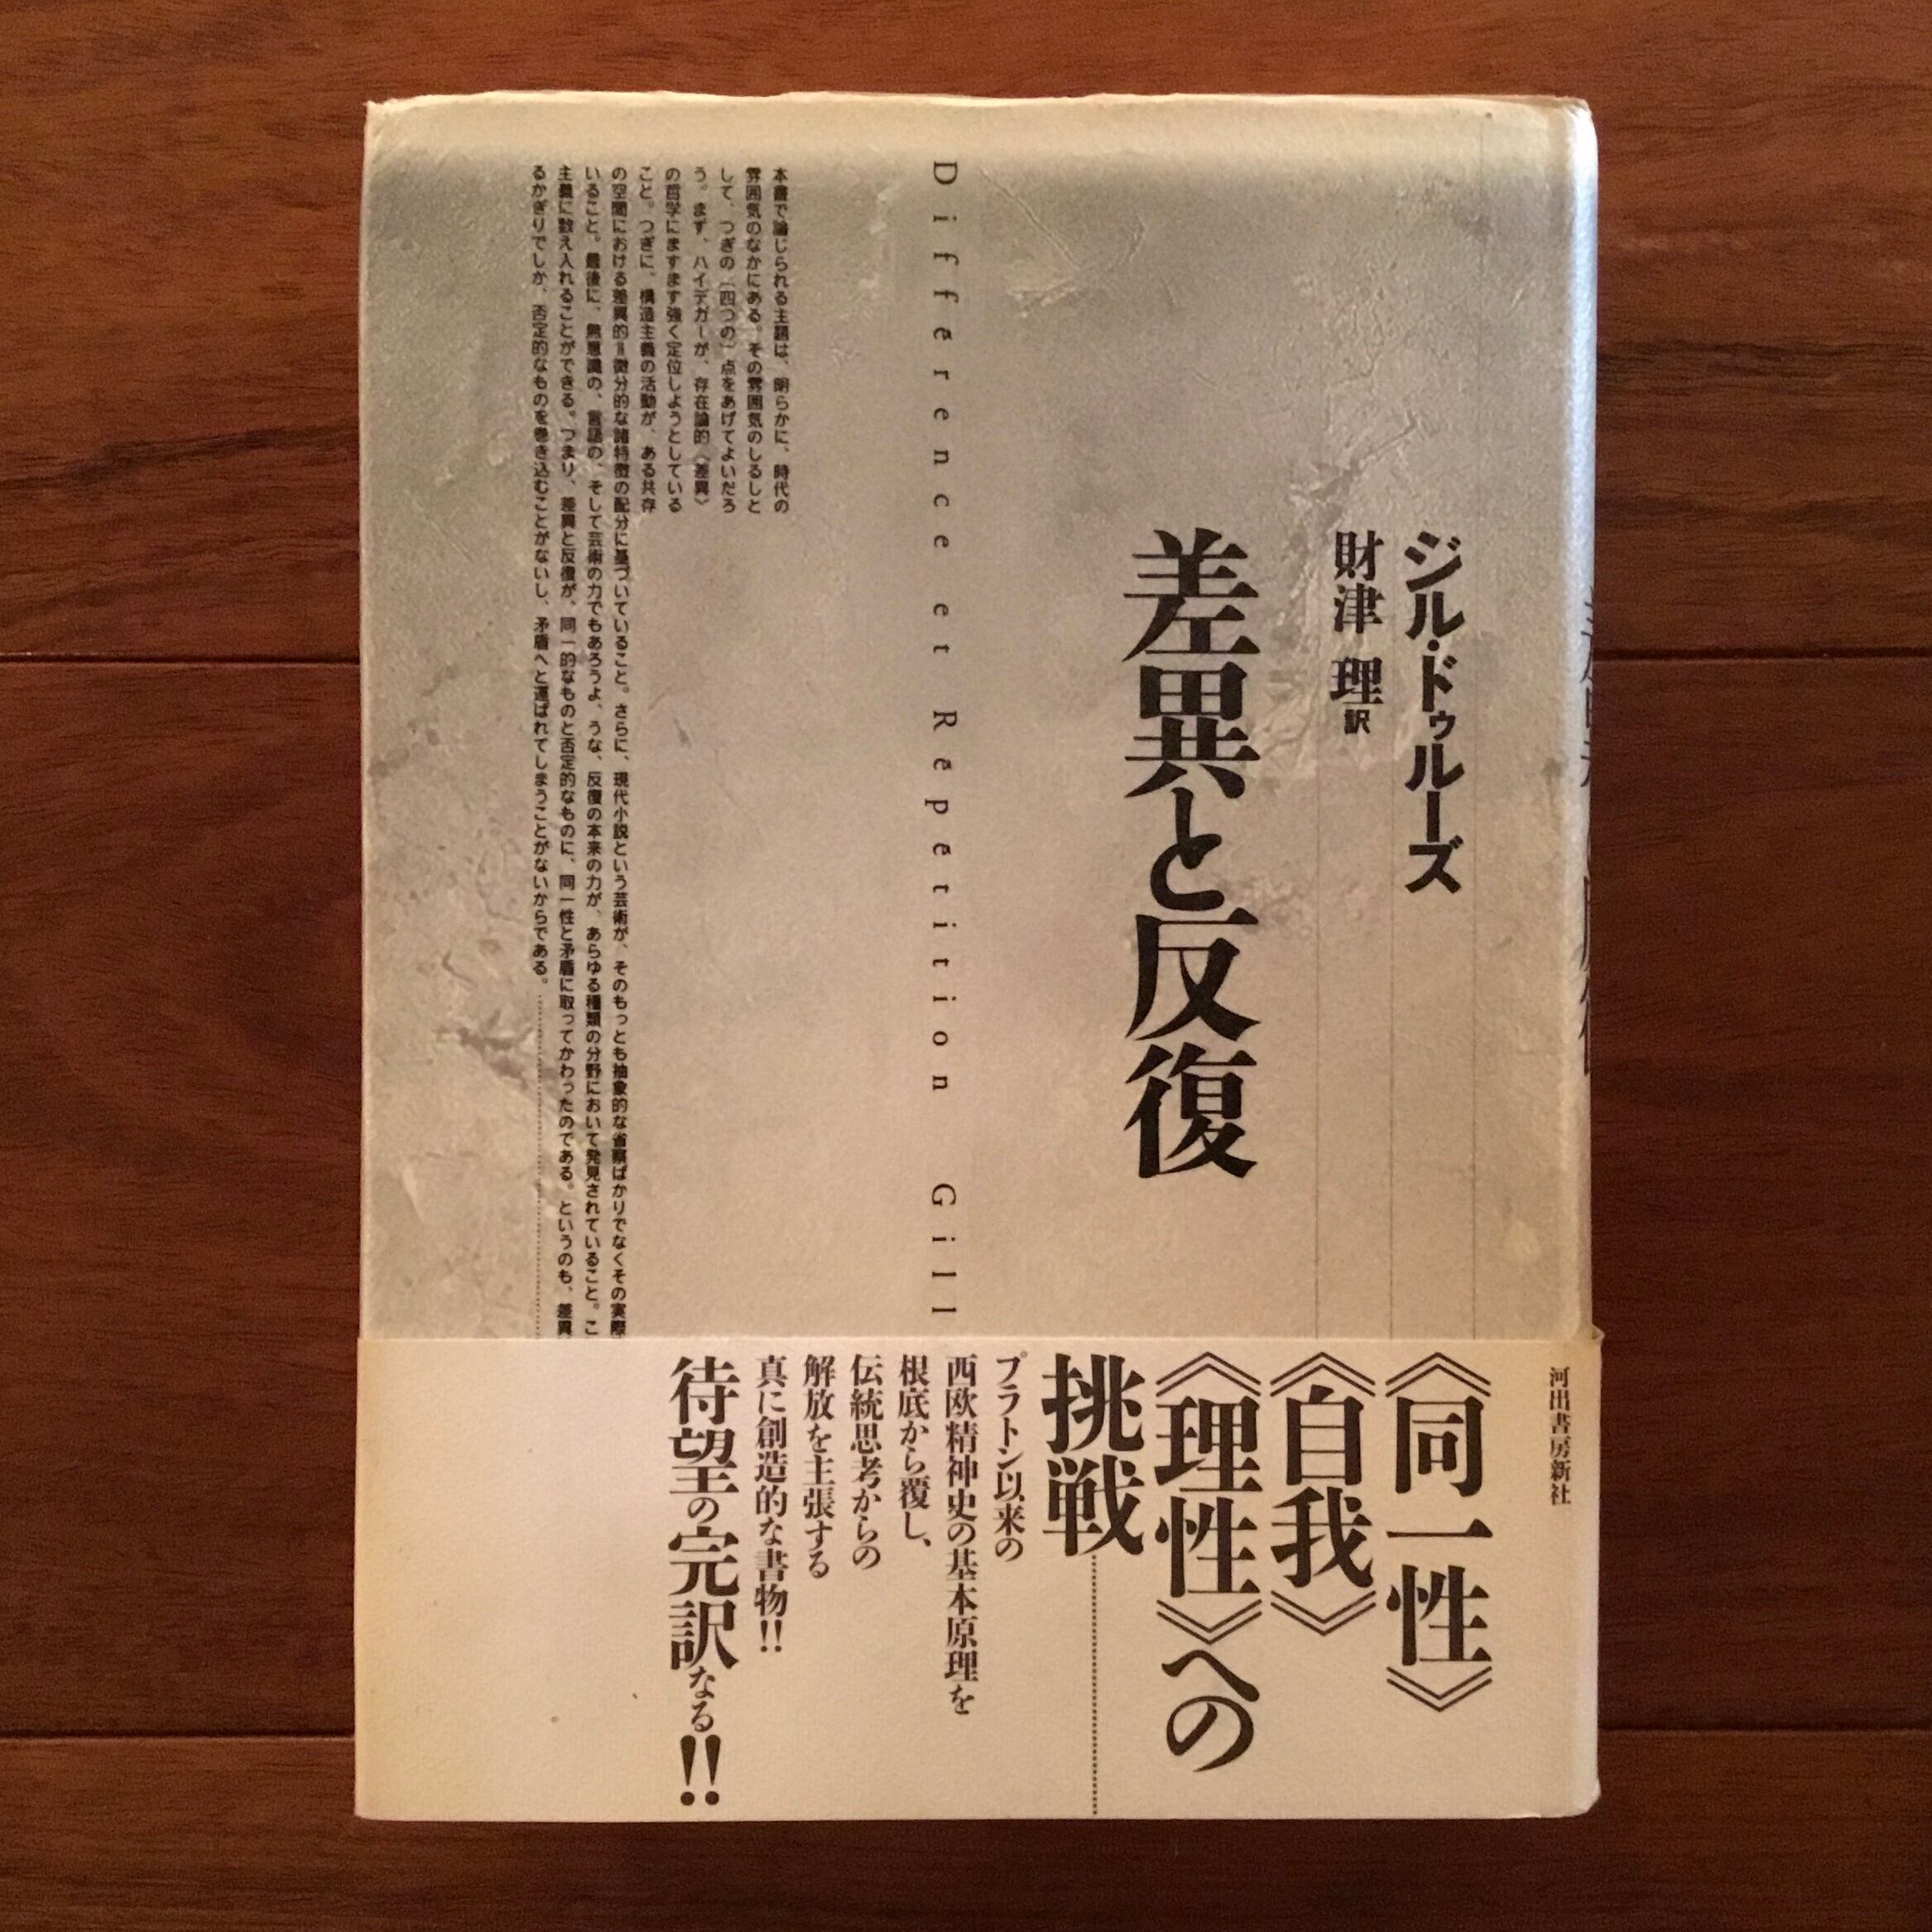 ジル・ドゥルーズ
財津 理 訳
差異と反復
Difference et Repetition Gill
本書で論じられる主題は、明らかに、時代の
雰囲気のなかにある。その雰囲気のしるしと
して、つぎの〔四つの〕点をあげてよいだろ
う。まず、ハイデガーが、存在論的〈差異〉
の哲学にますます強く定位しようとしている
こと。つぎに、構造主義の活動が、ある共存
の空間における差異的=微分的な諸特徴の配分に基づいていること。さらに、現代小説という芸術が、そのもっとも抽象的な省察ばかりでなくその実際
いること。最後に、無意識の、言語の、そして芸術の力でもあろうよ、うな、反復の本来の力が、あらゆる種類の分野において発見されていること。こ
主義に数え入れることができる。つまり、差異と反復が、同一的なものと否定的なものに、同一性と矛盾に取ってかわったのである。というのも、差異
るかぎりでしか、否定的なものを巻き込むことがないし、矛盾へと運ばれてしまうことがないからである。
河出書房新社
《同一性》
《自我》
《理性》への
挑戦
プラトン以来の
西欧精神史の基本原理を
根底から覆し、
伝統思考からの
解放を主張する
真に創造的な書物!!
待望の完訳なる!!